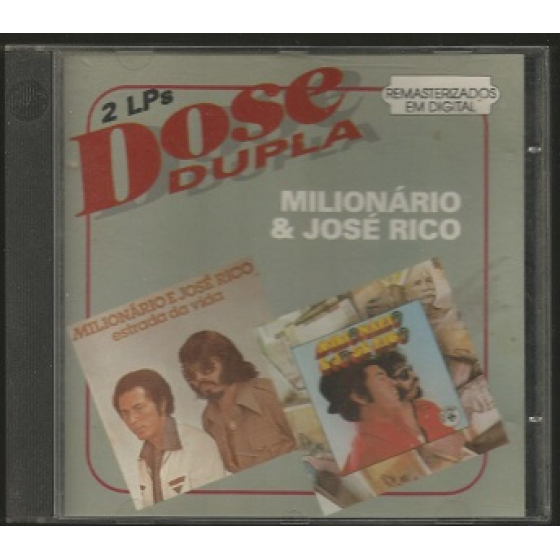 2 LPs
Dose
DUPLA
REMASTERIZADOS
EM DIGITAL
MILIONÁRIO
& JOSÉ RICO
MILIONÁRIO E JOSÉ RICO
estrada da vida